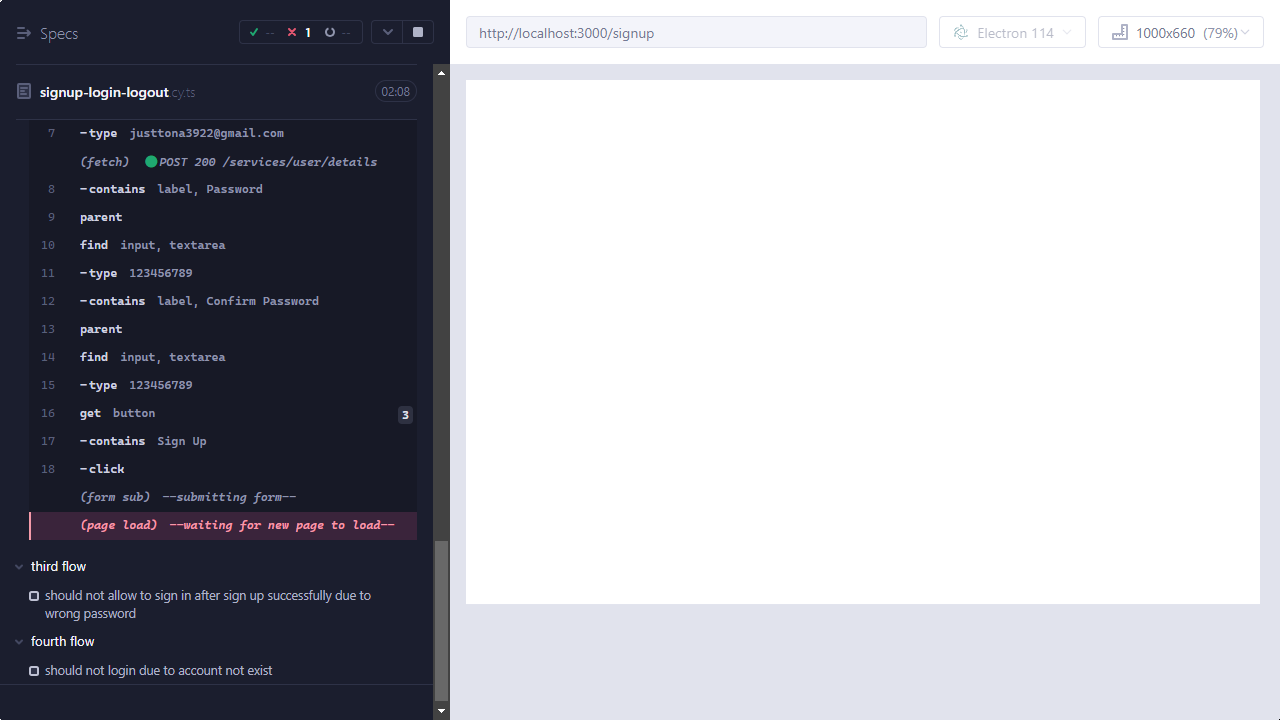 Specs
-- 1 --
http://localhost:3000/signup
Electron 114
1000x660 (79%)
signup-login-logout.cy.ts
02:08
7 -type justtona3922@gmail.com
(fetch) POST 200 /services/user/details
8 -contains label, Password
9 parent
10 find input, textarea
11 -type 123456789
12 -contains label, Confirm Password
13 parent
14 find input, textarea
15 -type 123456789
16 get button 3
17 -contains Sign Up
18 -click
(form sub) --submitting form--
(page load) --waiting for new page to load--
third flow
should not allow to sign in after sign up successfully due to
wrong password
fourth flow
should not login due to account not exist